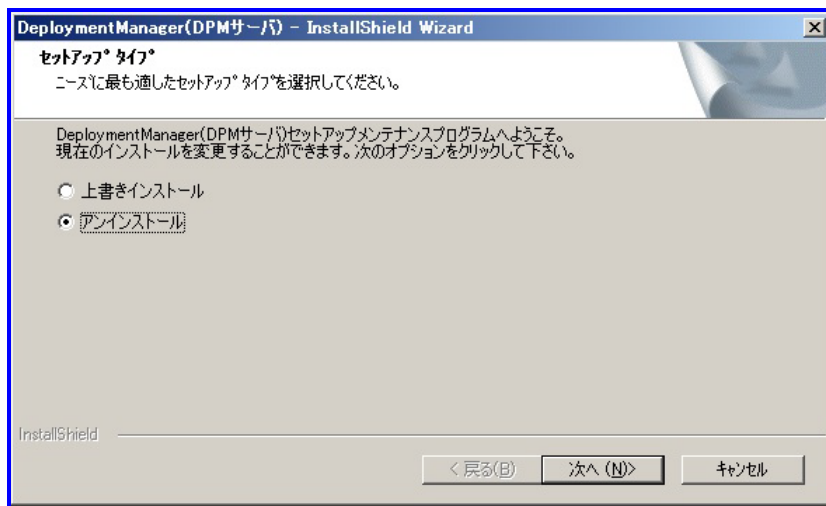 DeploymentManager(DPMサーバ) - InstallShield Wizard
セットアップ タイプ
ニーズに最も適したセットアップ タイプを選択してください。
DeploymentManager(DPMサーバ)セットアップメンテナンスプログラムへようこそ。
現在のインストールを変更することができます。次のオプションをクリックして下さい。
上書きインストール
アンインストール
InstallShield
< 戻る(B) 次へ (N)> キャンセル